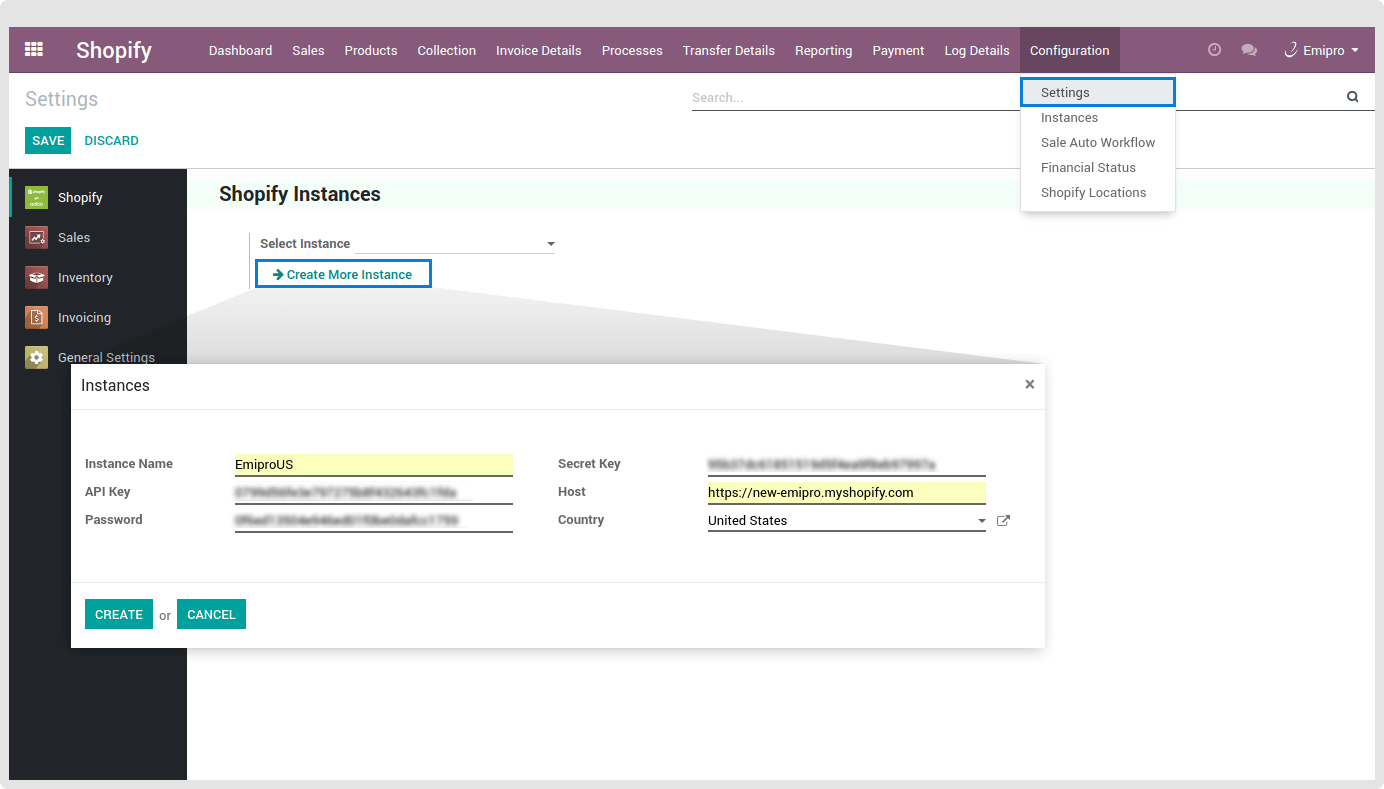 Shopify Dashboard Sales Products Collection Invoice Details Processes Transfer Details Reporting Payment Log Details Configuration Emipro
Settings
Search...
SAVE DISCARD
Settings
Instances
Sale Auto Workflow
Financial Status
Shopify Locations
Shopify
Sales
Inventory
Invoicing
General Settings
Shopify Instances
Select Instance
Create More Instance
Instances ×
Instance Name EmiproUS
API Key
Password
Secret Key
Host https://new-emipro.myshopify.com
Country United States
CREATE or CANCEL